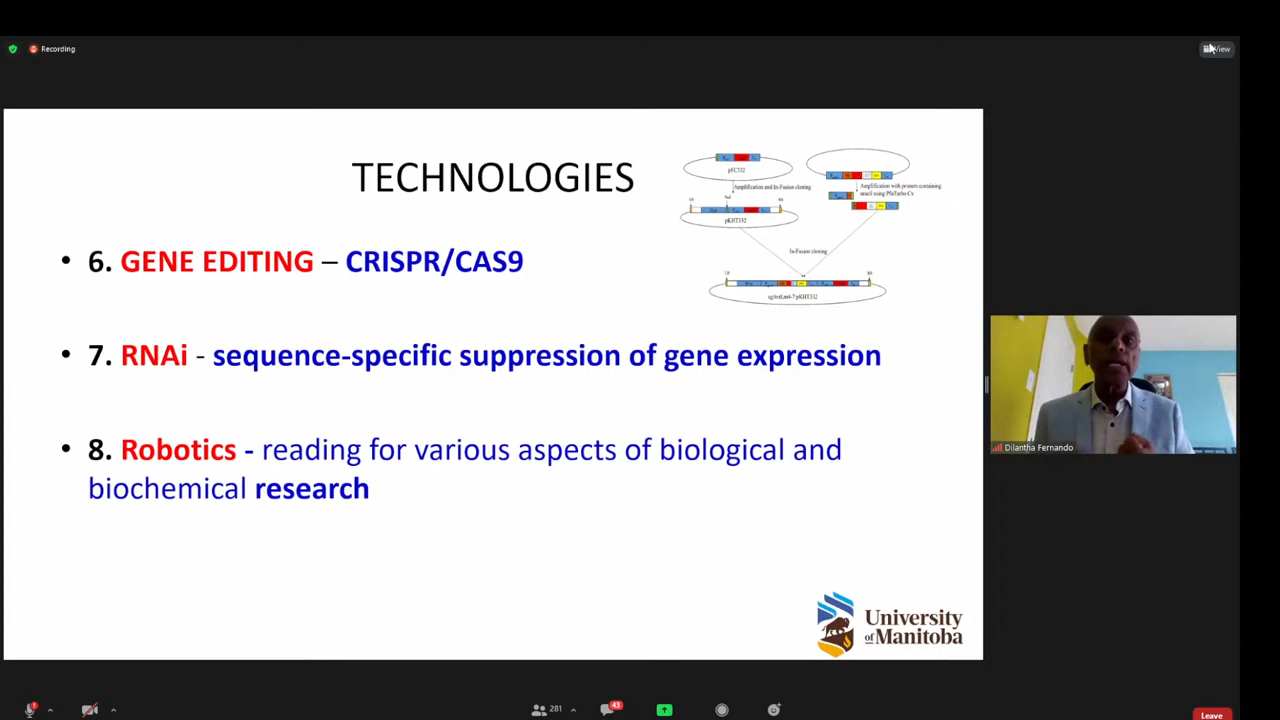 Recording
View
TECHNOLOGIES
pFC332
Amplification and In-Fusion cloning
Amplification with primers containing
uracil using PfuTurbo Cx
pKHT332
In-Fusion cloning
• 6. GENE EDITING – CRISPR/CAS9
• 7. RNAi - sequence-specific suppression of gene expression
• 8. Robotics - reading for various aspects of biological and
biochemical research
Dilantha Fernando
University
of Manitoba
281
43
Leave